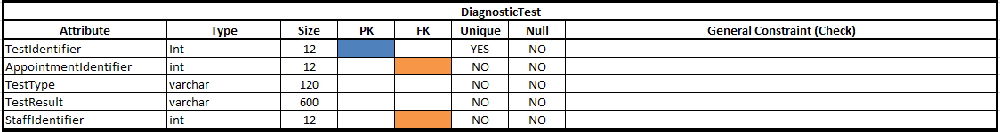 DiagnosticTest
Attribute Type Size PK FK Unique Null General Constraint (Check)
TestIdentifier Int 12 YES NO
AppointmentIdentifier int 12 NO NO
TestType varchar 120 NO NO
TestResult varchar 600 NO NO
StaffIdentifier int 12 NO NO